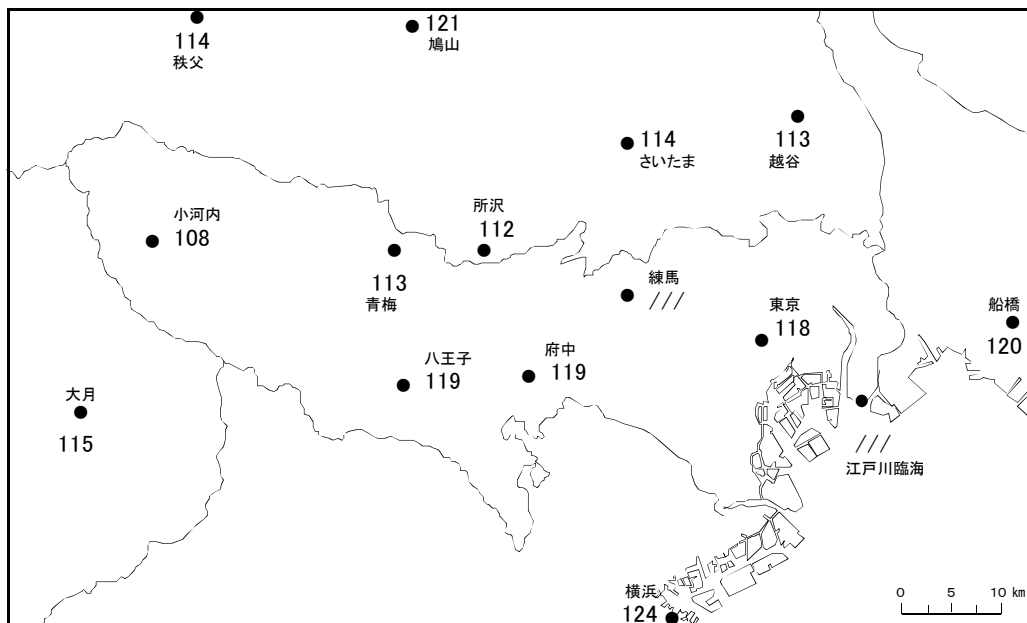 114
秩父
121
鳩山
114
さいたま
113
越谷
所沢
112
小河内
108
113
青梅
練馬
///
東京
118
船橋
120
八王子
119
府中
119
大月
115
///
江戸川臨海
横浜
124
0 5 10 km